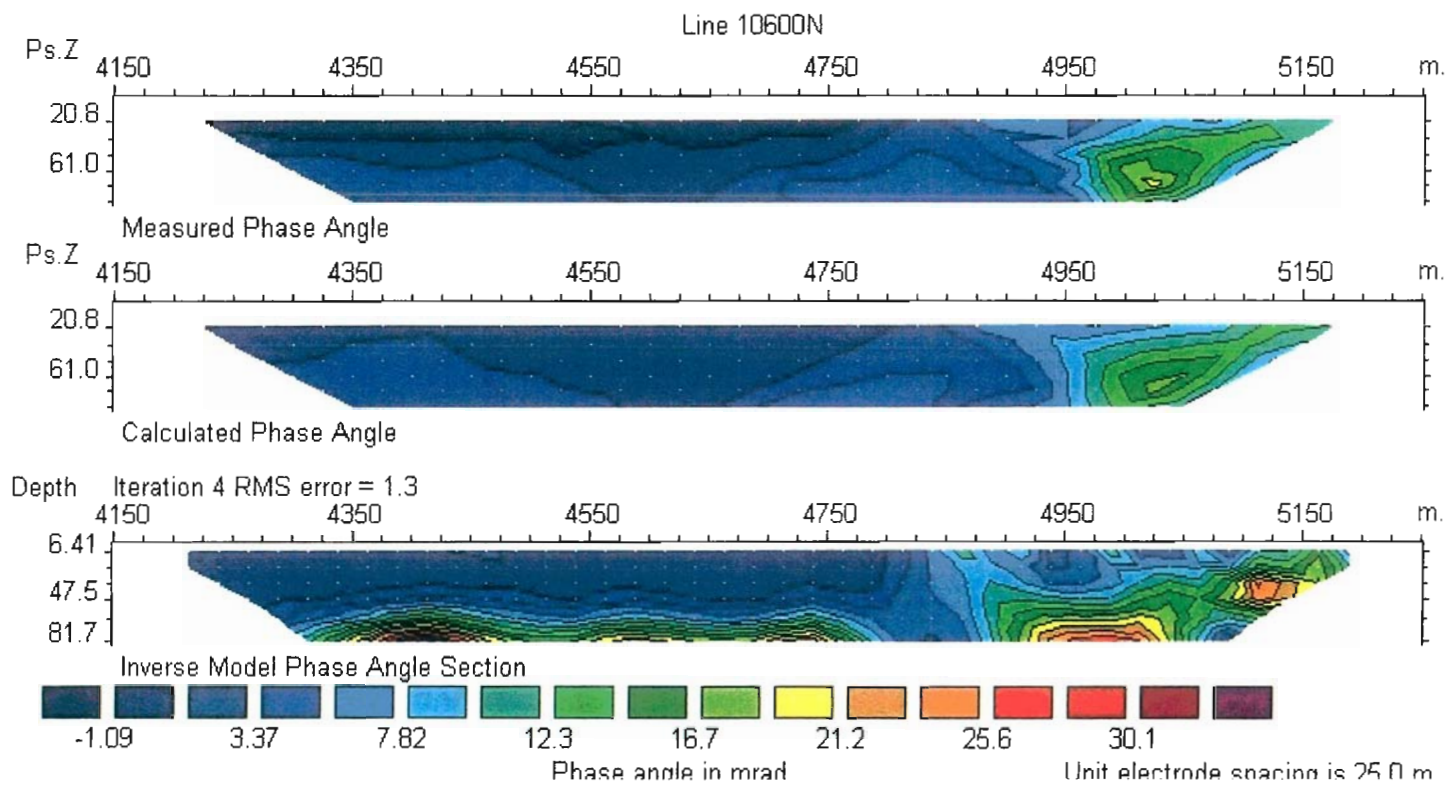 Line 10600N
Ps.Z
4150 4350 4550 4750 4950 5150 m.
20.8
61.0
Measured Phase Angle
Ps.Z
4150 4350 4550 4750 4950 5150 m.
20.8
61.0
Calculated Phase Angle
Depth Iteration 4 RMS error = 1.3
4150 4350 4550 4750 4950 5150 m.
6.41
47.5
81.7
Inverse Model Phase Angle Section
-1.09 3.37 7.82 12.3 16.7 21.2 25.6 30.1
Phase angle in mrad Unit electrode spacing is 25.0 m